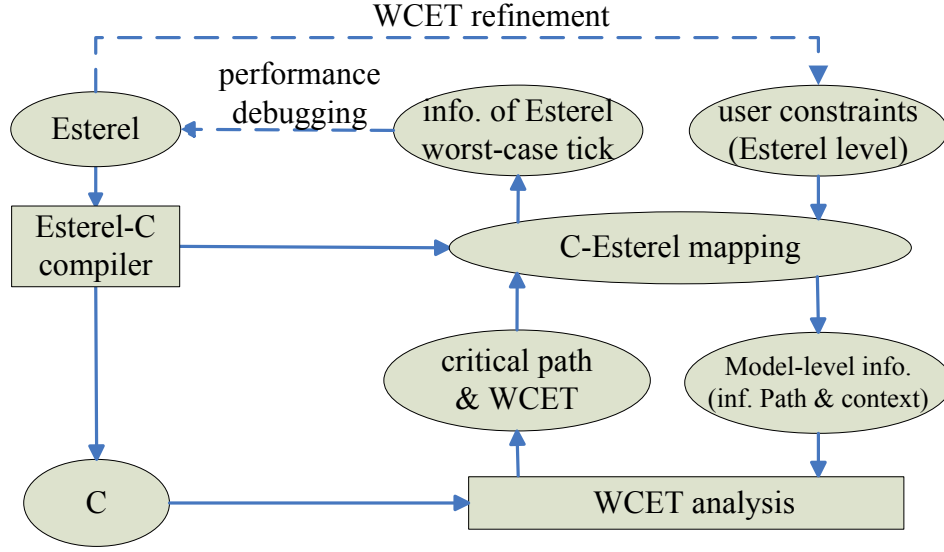 WCET refinement
performance
debugging
Esterel
info. of Esterel
worst-case tick
user constraints
(Esterel level)
Esterel-C
compiler
C-Esterel mapping
critical path
& WCET
Model-level info.
(inf. Path & context)
C
WCET analysis